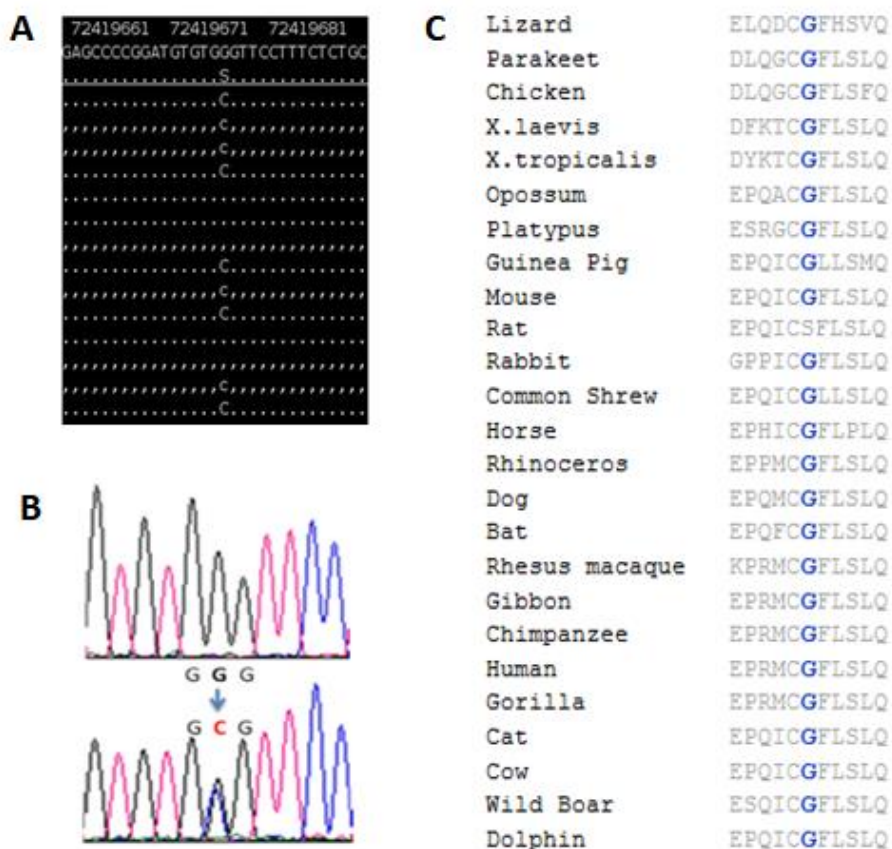 A
72419661 72419671 72419681
GAGCCCCGGATGTGTGGGTTCCTTTCTCTGC
...............S...............
...............C...............
,,,,,,,,,,,,,,,c,,,,,,,,,,,,,,,
,,,,,,,,,,,,,,,c,,,,,,,,,,,,,,,
...............C...............
...............................
...............................
,,,,,,,,,,,,,,,,,,,,,,,,,,,,,,,
...............C...............
,,,,,,,,,,,,,,,c,,,,,,,,,,,,,,,
...............C...............
...............................
,,,,,,,,,,,,,,,,,,,,,,,,,,,,,,,
,,,,,,,,,,,,,,,c,,,,,,,,,,,,,,,
...............C...............
B
G G G
G C G
C
Lizard ELQDCGFHSVQ
Parakeet DLQGCGFLSLQ
Chicken DLQGCGFLSFQ
X.laevis DFKTCGFLSLQ
X.tropicalis DYKTCGFLSLQ
Opossum EPQACGFLSLQ
Platypus ESRGCGFLSLQ
Guinea Pig EPQICGLLSMQ
Mouse EPQICGFLSLQ
Rat EPQICSFLSLQ
Rabbit GPPICGFLSLQ
Common Shrew EPQICGLLSLQ
Horse EPHICGFLPLQ
Rhinoceros EPPMCGFLSLQ
Dog EPQMCGFLSLQ
Bat EPQFCGFLSLQ
Rhesus macaque KPRMCGFLSLQ
Gibbon EPRMCGFLSLQ
Chimpanzee EPRMCGFLSLQ
Human EPRMCGFLSLQ
Gorilla EPRMCGFLSLQ
Cat EPQICGFLSLQ
Cow EPQICGFLSLQ
Wild Boar ESQICGFLSLQ
Dolphin EPQICGFLSLQ